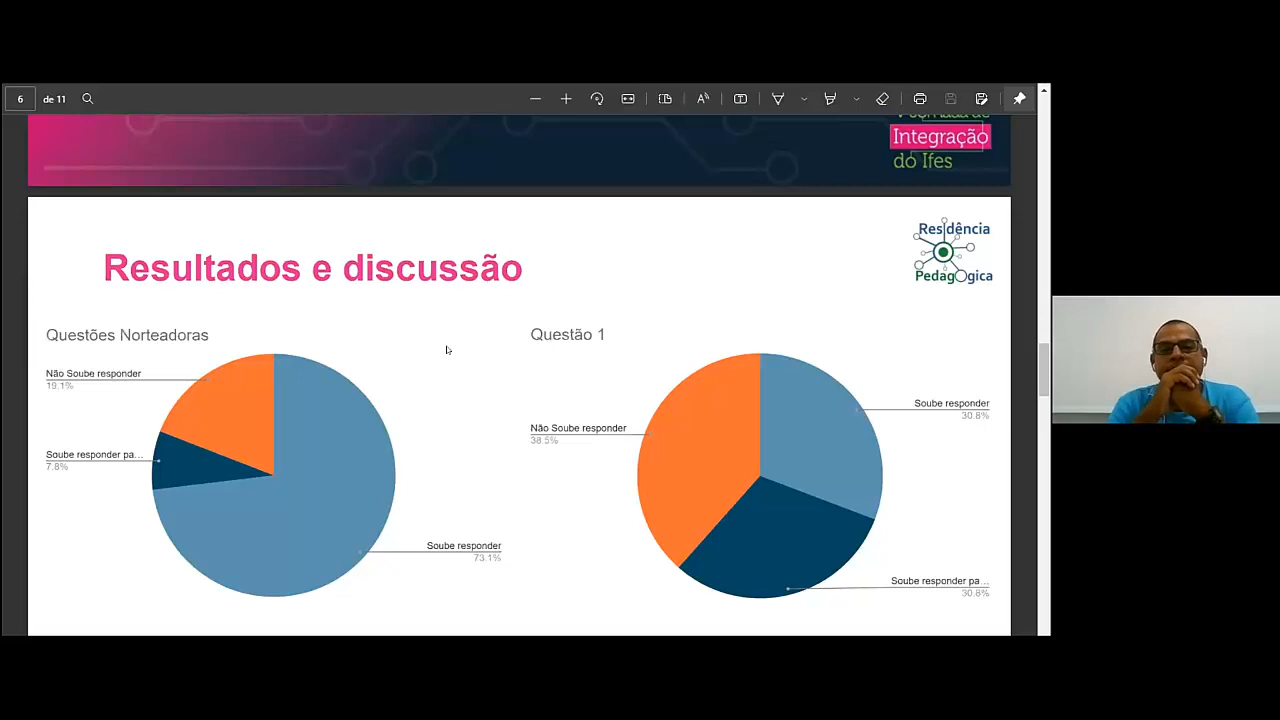 6 de 11
V Jornada de
Integração
do Ifes
Residência
Pedagógica
Resultados e discussão
Questões Norteadoras
Não Soube responder
19.1%
Soube responder pa...
7.8%
Soube responder
73.1%
Questão 1
Não Soube responder
38.5%
Soube responder
30.8%
Soube responder pa...
30.8%